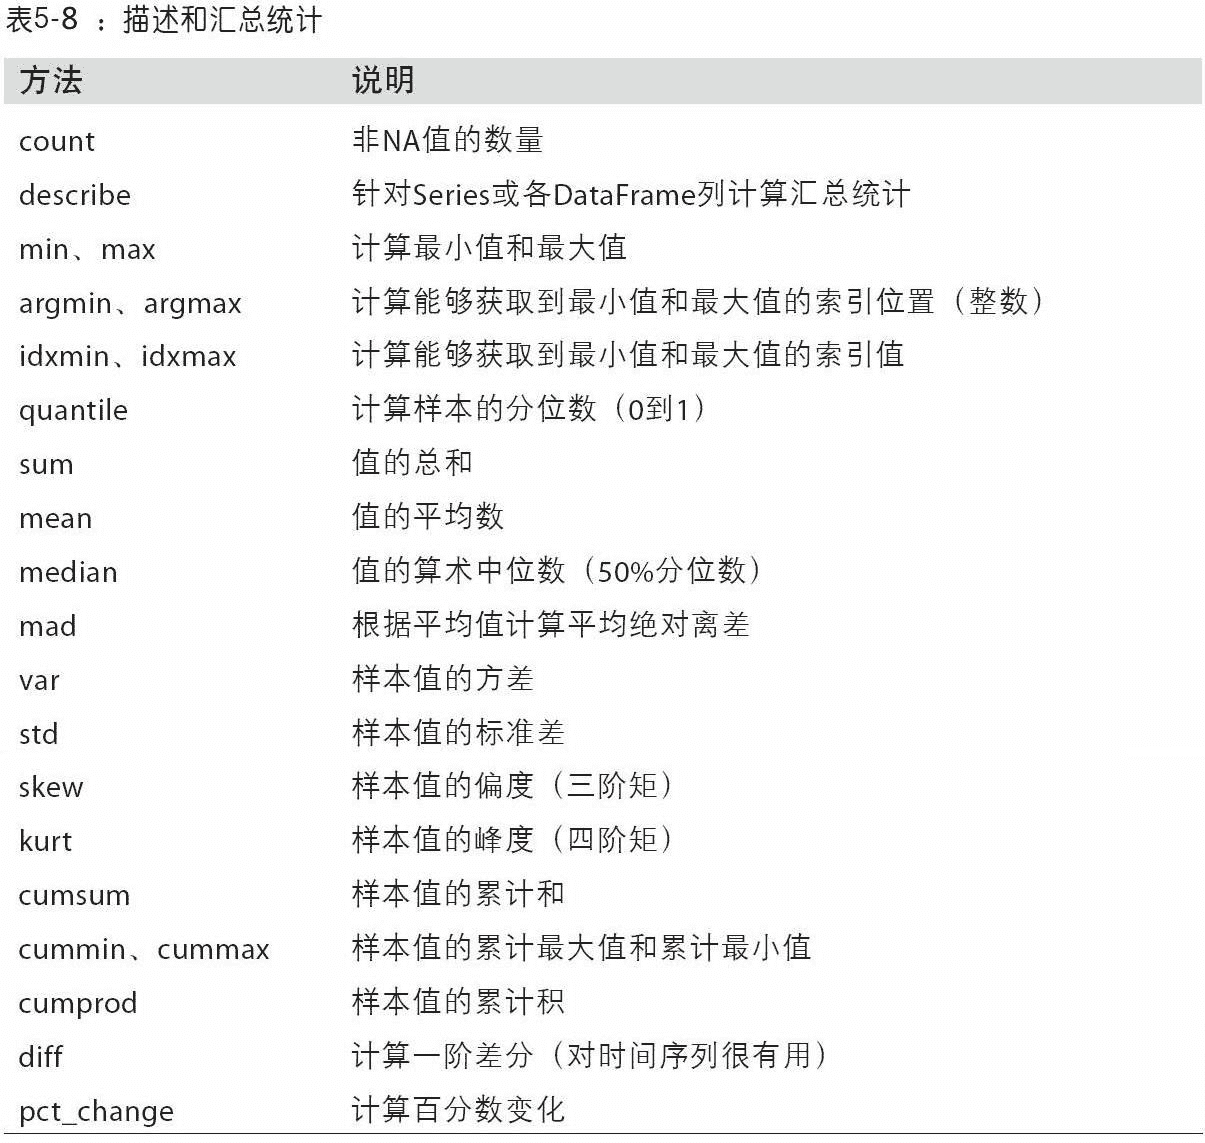 表5-8 ：描述和汇总统计
方法 说明
count 非NA值的数量
describe 针对Series或各DataFrame列计算汇总统计
min、max 计算最小值和最大值
argmin、argmax 计算能够获取到最小值和最大值的索引位置（整数）
idxmin、idxmax 计算能够获取到最小值和最大值的索引值
quantile 计算样本的分位数（0到1）
sum 值的总和
mean 值的平均数
median 值的算术中位数（50%分位数）
mad 根据平均值计算平均绝对离差
var 样本值的方差
std 样本值的标准差
skew 样本值的偏度（三阶矩）
kurt 样本值的峰度（四阶矩）
cumsum 样本值的累计和
cummin、cummax 样本值的累计最大值和累计最小值
cumprod 样本值的累计积
diff 计算一阶差分（对时间序列很有用）
pct_change 计算百分数变化